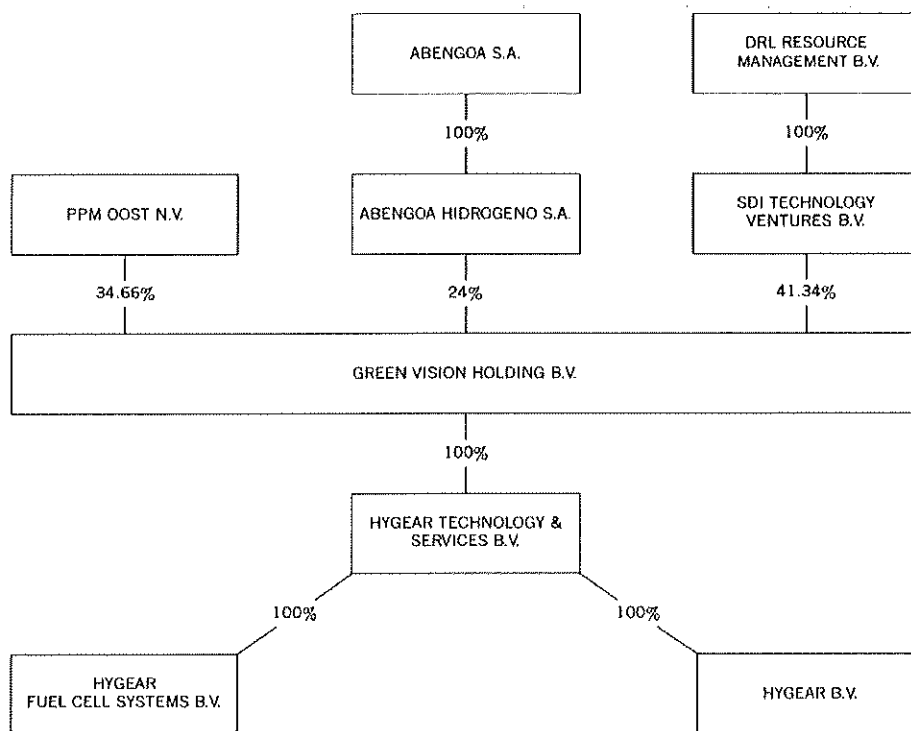 ABENGOA S.A.
DRL RESOURCE
MANAGEMENT B.V.
100%
100%
PPM OOST N.V.
ABENGOA HIDROGENO S.A.
SDI TECHNOLOGY
VENTURES B.V.
34.66%
24%
41.34%
GREEN VISION HOLDING B.V.
100%
HYGEAR TECHNOLOGY &
SERVICES B.V.
100%
100%
HYGEAR
FUEL CELL SYSTEMS B.V.
HYGEAR B.V.